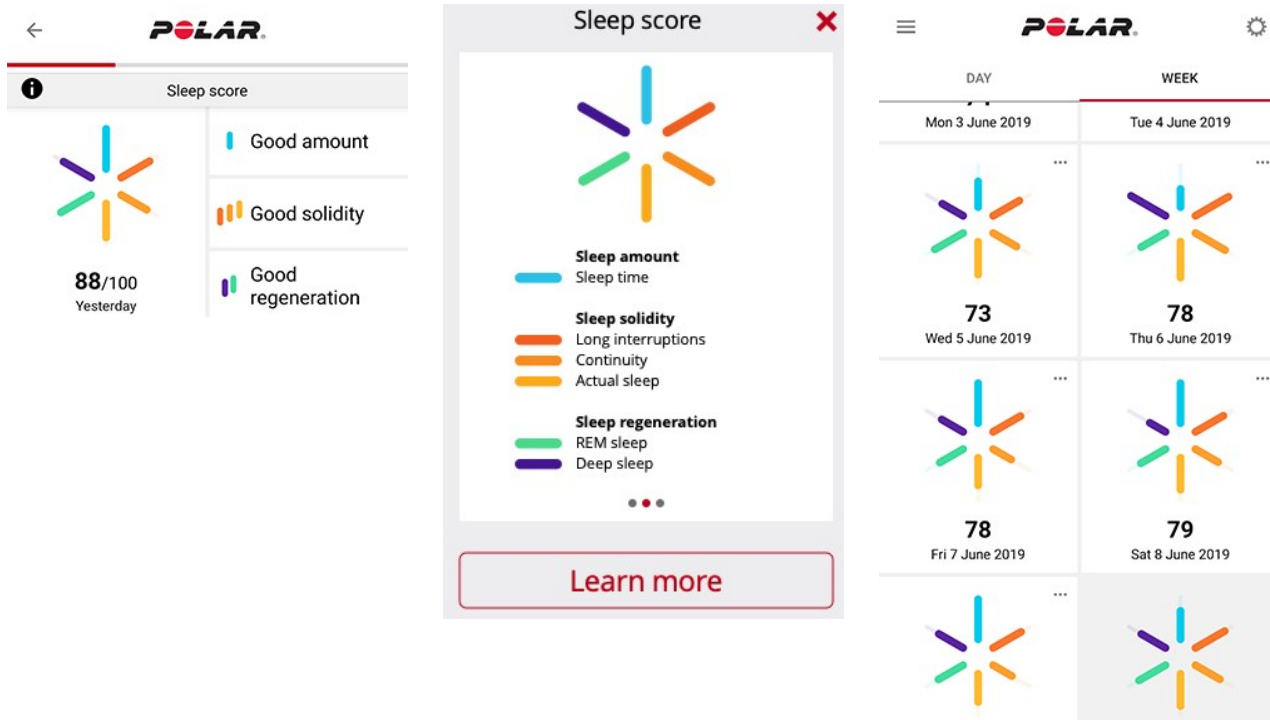 POLAR
Sleep score
Good amount
Good solidity
Good
regeneration
88/100
Yesterday
Sleep score
Sleep amount
Sleep time
Sleep solidity
Long interruptions
Continuity
Actual sleep
Sleep regeneration
REM sleep
Deep sleep
Learn more
POLAR
DAY
WEEK
Mon 3 June 2019
Tue 4 June 2019
73
Wed 5 June 2019
78
Thu 6 June 2019
78
Fri 7 June 2019
79
Sat 8 June 2019